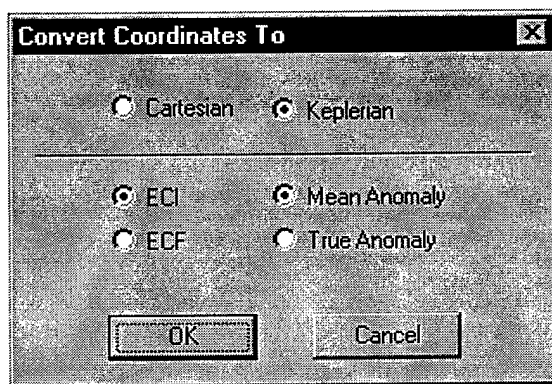 Convert Coordinates To
Cartesian Keplerian
ECI Mean Anomaly
ECF True Anomaly
OK Cancel